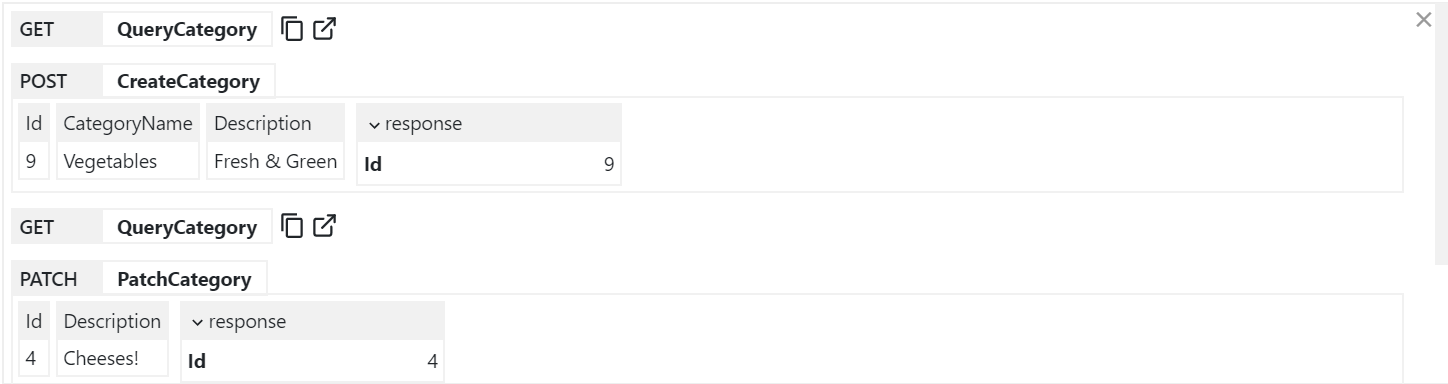 GET QueryCategory
POST CreateCategory
Id CategoryName Description response
9 Vegetables Fresh & Green Id 9
GET QueryCategory
PATCH PatchCategory
Id Description response
4 Cheeses! Id 4